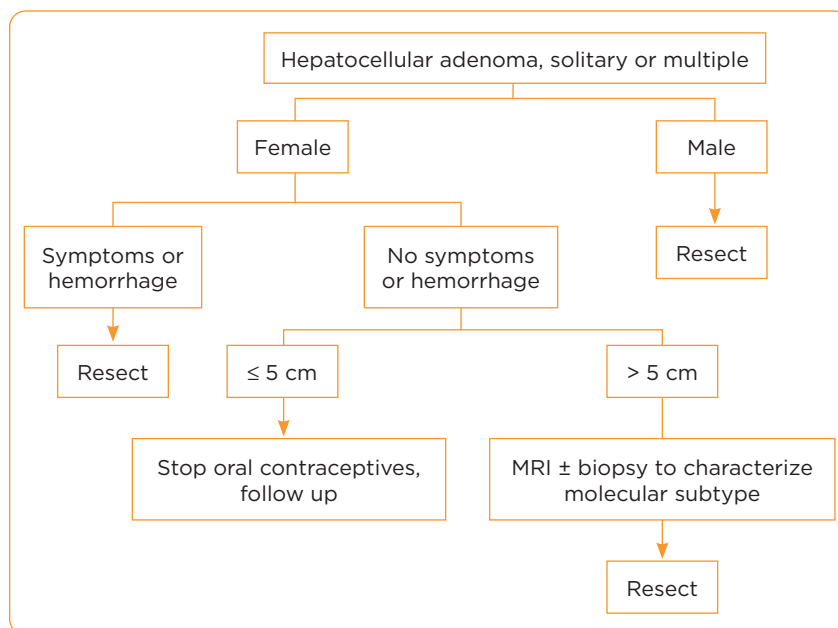 Hepatocellular adenoma, solitary or multiple
Female
Male
Symptoms or
hemorrhage
No symptoms
or hemorrhage
Resect
Resect
≤ 5 cm
> 5 cm
Stop oral contraceptives,
follow up
MRI ± biopsy to characterize
molecular subtype
Resect